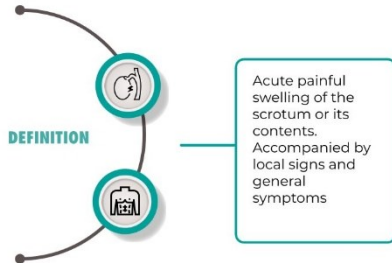 DEFINITION
Acute painful
swelling of the
scrotum or its
contents.
Accompanied by
local signs and
general
symptoms